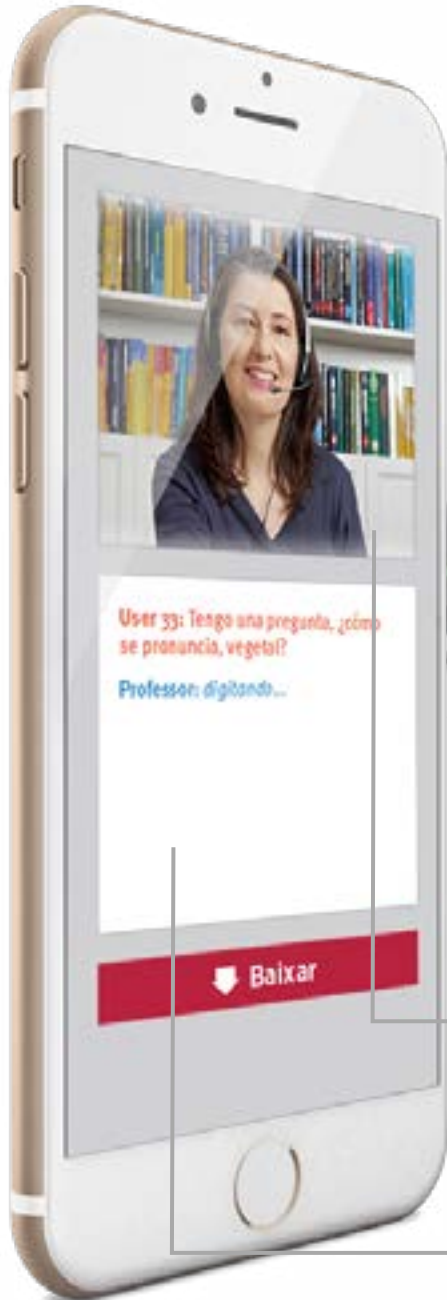 User 33: Tengo una pregunta, ¿cómo
se pronuncia, vegetal?
Professor: digitando...
Baixar